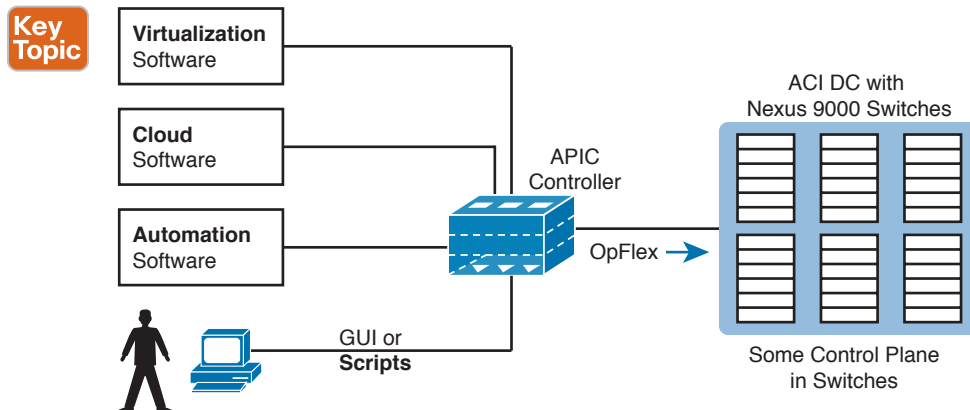 Key
Topic
Virtualization
Software
Cloud
Software
Automation
Software
GUI or
Scripts
APIC
Controller
OpFlex
ACI DC with
Nexus 9000 Switches
Some Control Plane
in Switches